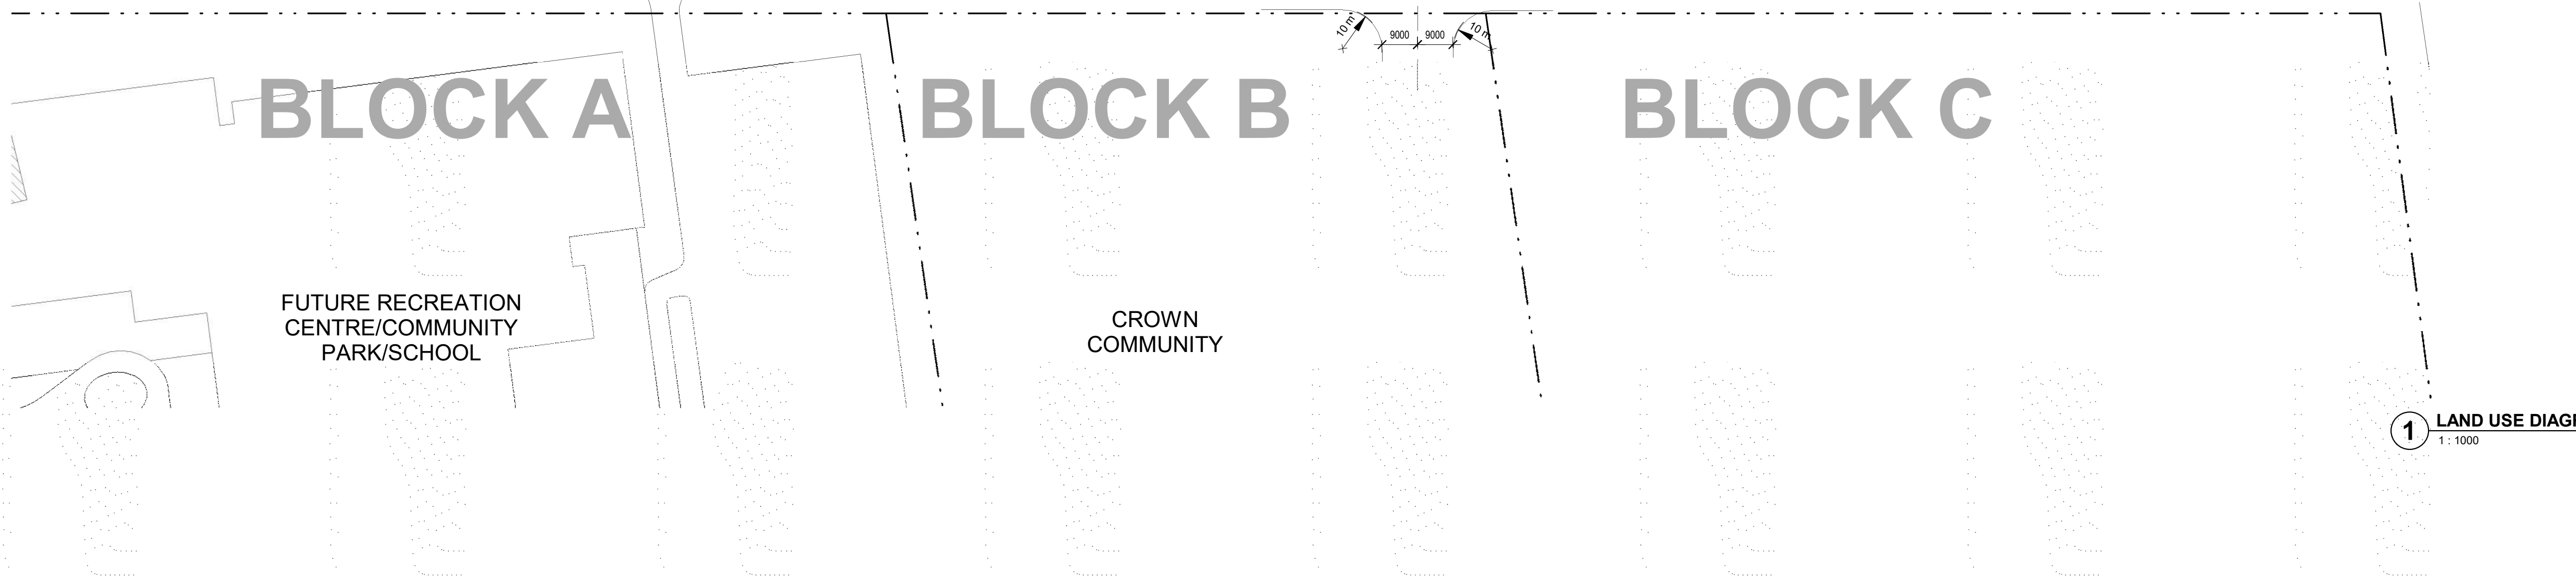 10 m
9000
9000
10 m
BLOCK A
BLOCK B
BLOCK C
FUTURE RECREATION
CENTRE/COMMUNITY
PARK/SCHOOL
CROWN
COMMUNITY
1
LAND USE DIAG
1 : 1000